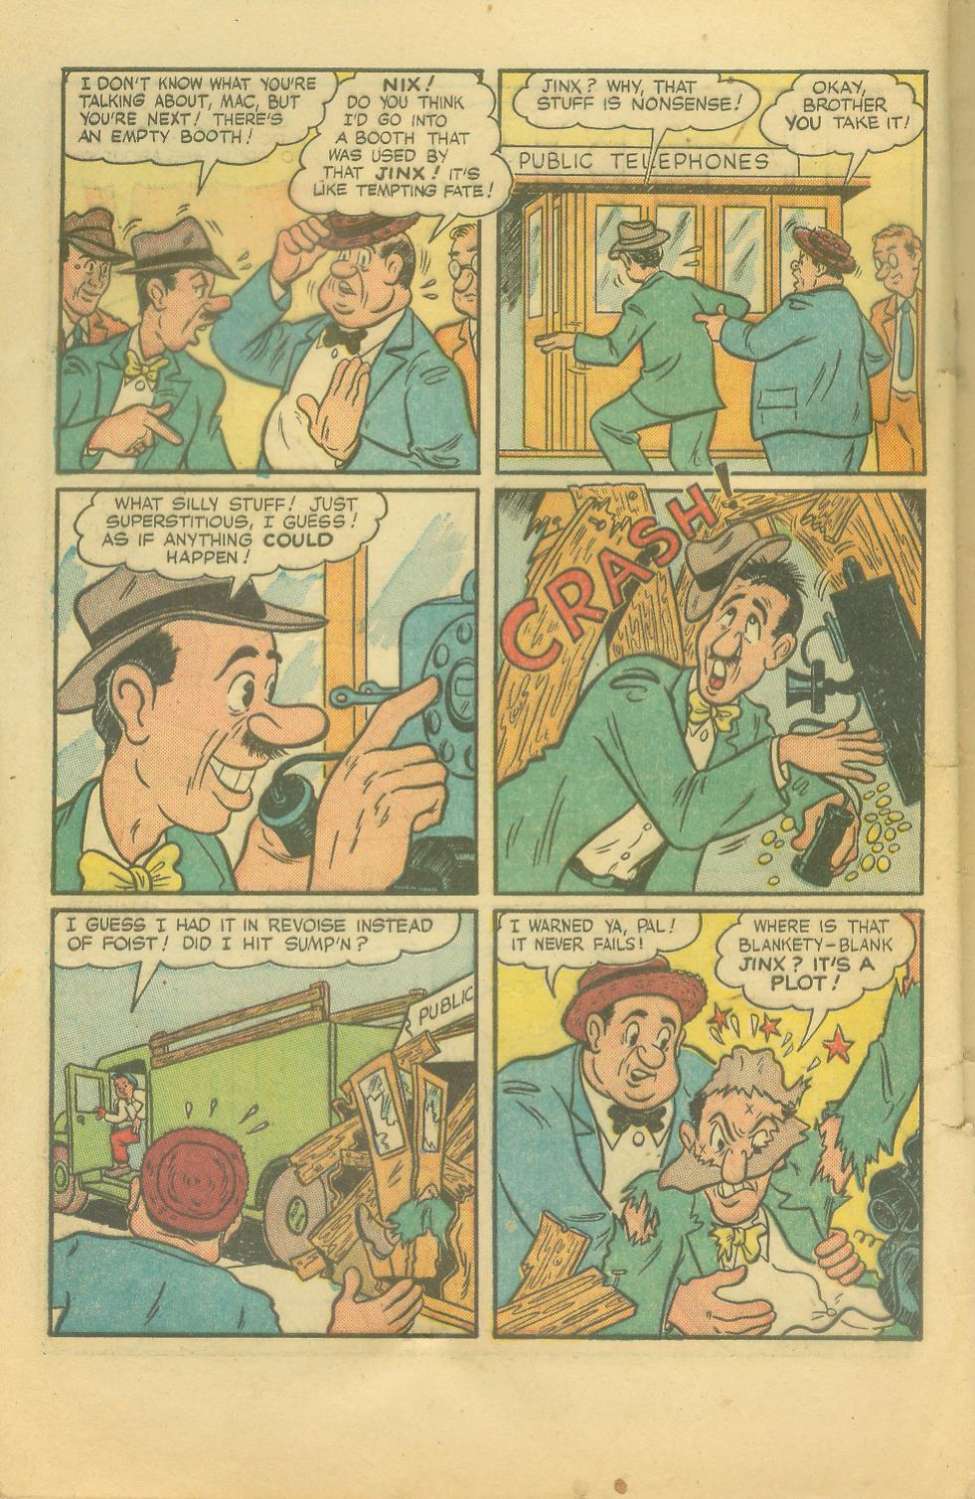 I DON'T KNOW WHAT YOU'RE
TALKING ABOUT, MAC, BUT
YOU'RE NEXT! THERE'S
AN EMPTY BOOTH!
NIX!
DO YOU THINK
I'D GO INTO
A BOOTH THAT
WAS USED BY
THAT JINX! IT'S
LIKE TEMPTING FATE!
JINX? WHY, THAT
STUFF IS NONSENSE!
OKAY,
BROTHER
YOU TAKE IT!
PUBLIC TELEPHONES
WHAT SILLY STUFF! JUST
SUPERSTITIOUS, I GUESS!
AS IF ANYTHING COULD
HAPPEN!
CRASH!
I GUESS I HAD IT IN REVOISE INSTEAD
OF FOIST! DID I HIT SUMP'N?
PUBLIC
I WARNED YA, PAL!
IT NEVER FAILS!
WHERE IS THAT
BLANKETY-BLANK
JINX? IT'S A
PLOT!